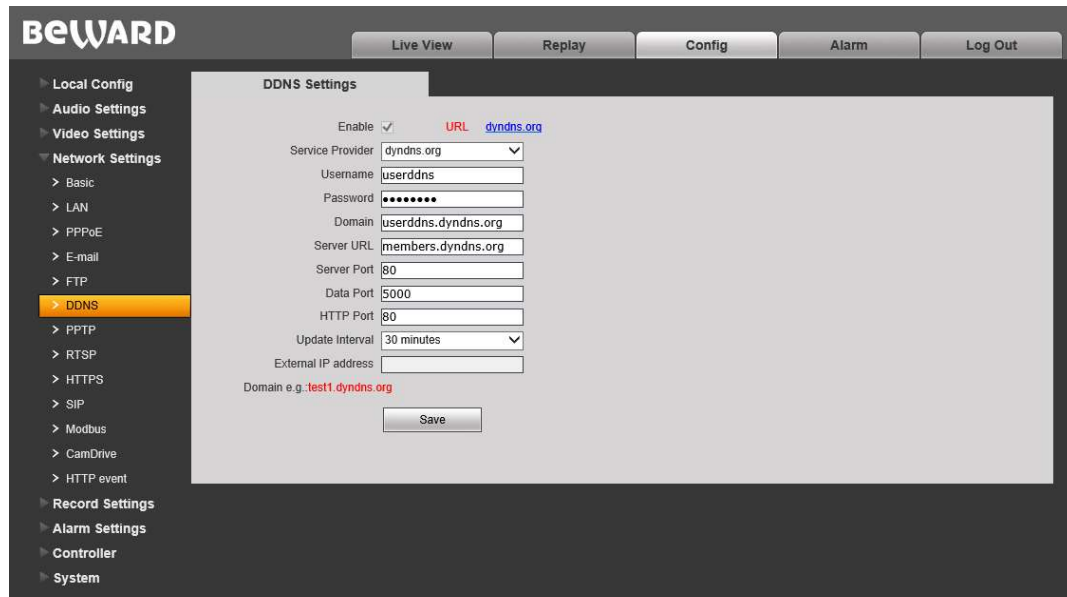 BEWARD
Live View Replay Config Alarm Log Out
Local Config
Audio Settings
Video Settings
Network Settings
> Basic
> LAN
> PPPoE
> E-mail
> FTP
> DDNS
> PPTP
> RTSP
> HTTPS
> SIP
> Modbus
> CamDrive
> HTTP event
Record Settings
Alarm Settings
Controller
System
DDNS Settings
Enable URL dyndns.org
Service Provider dyndns.org
Username userddns
Password ●●●●●●●●
Domain userddns.dyndns.org
Server URL members.dyndns.org
Server Port 80
Data Port 5000
HTTP Port 80
Update Interval 30 minutes
External IP address
Domain e.g.:test1.dyndns.org
Save